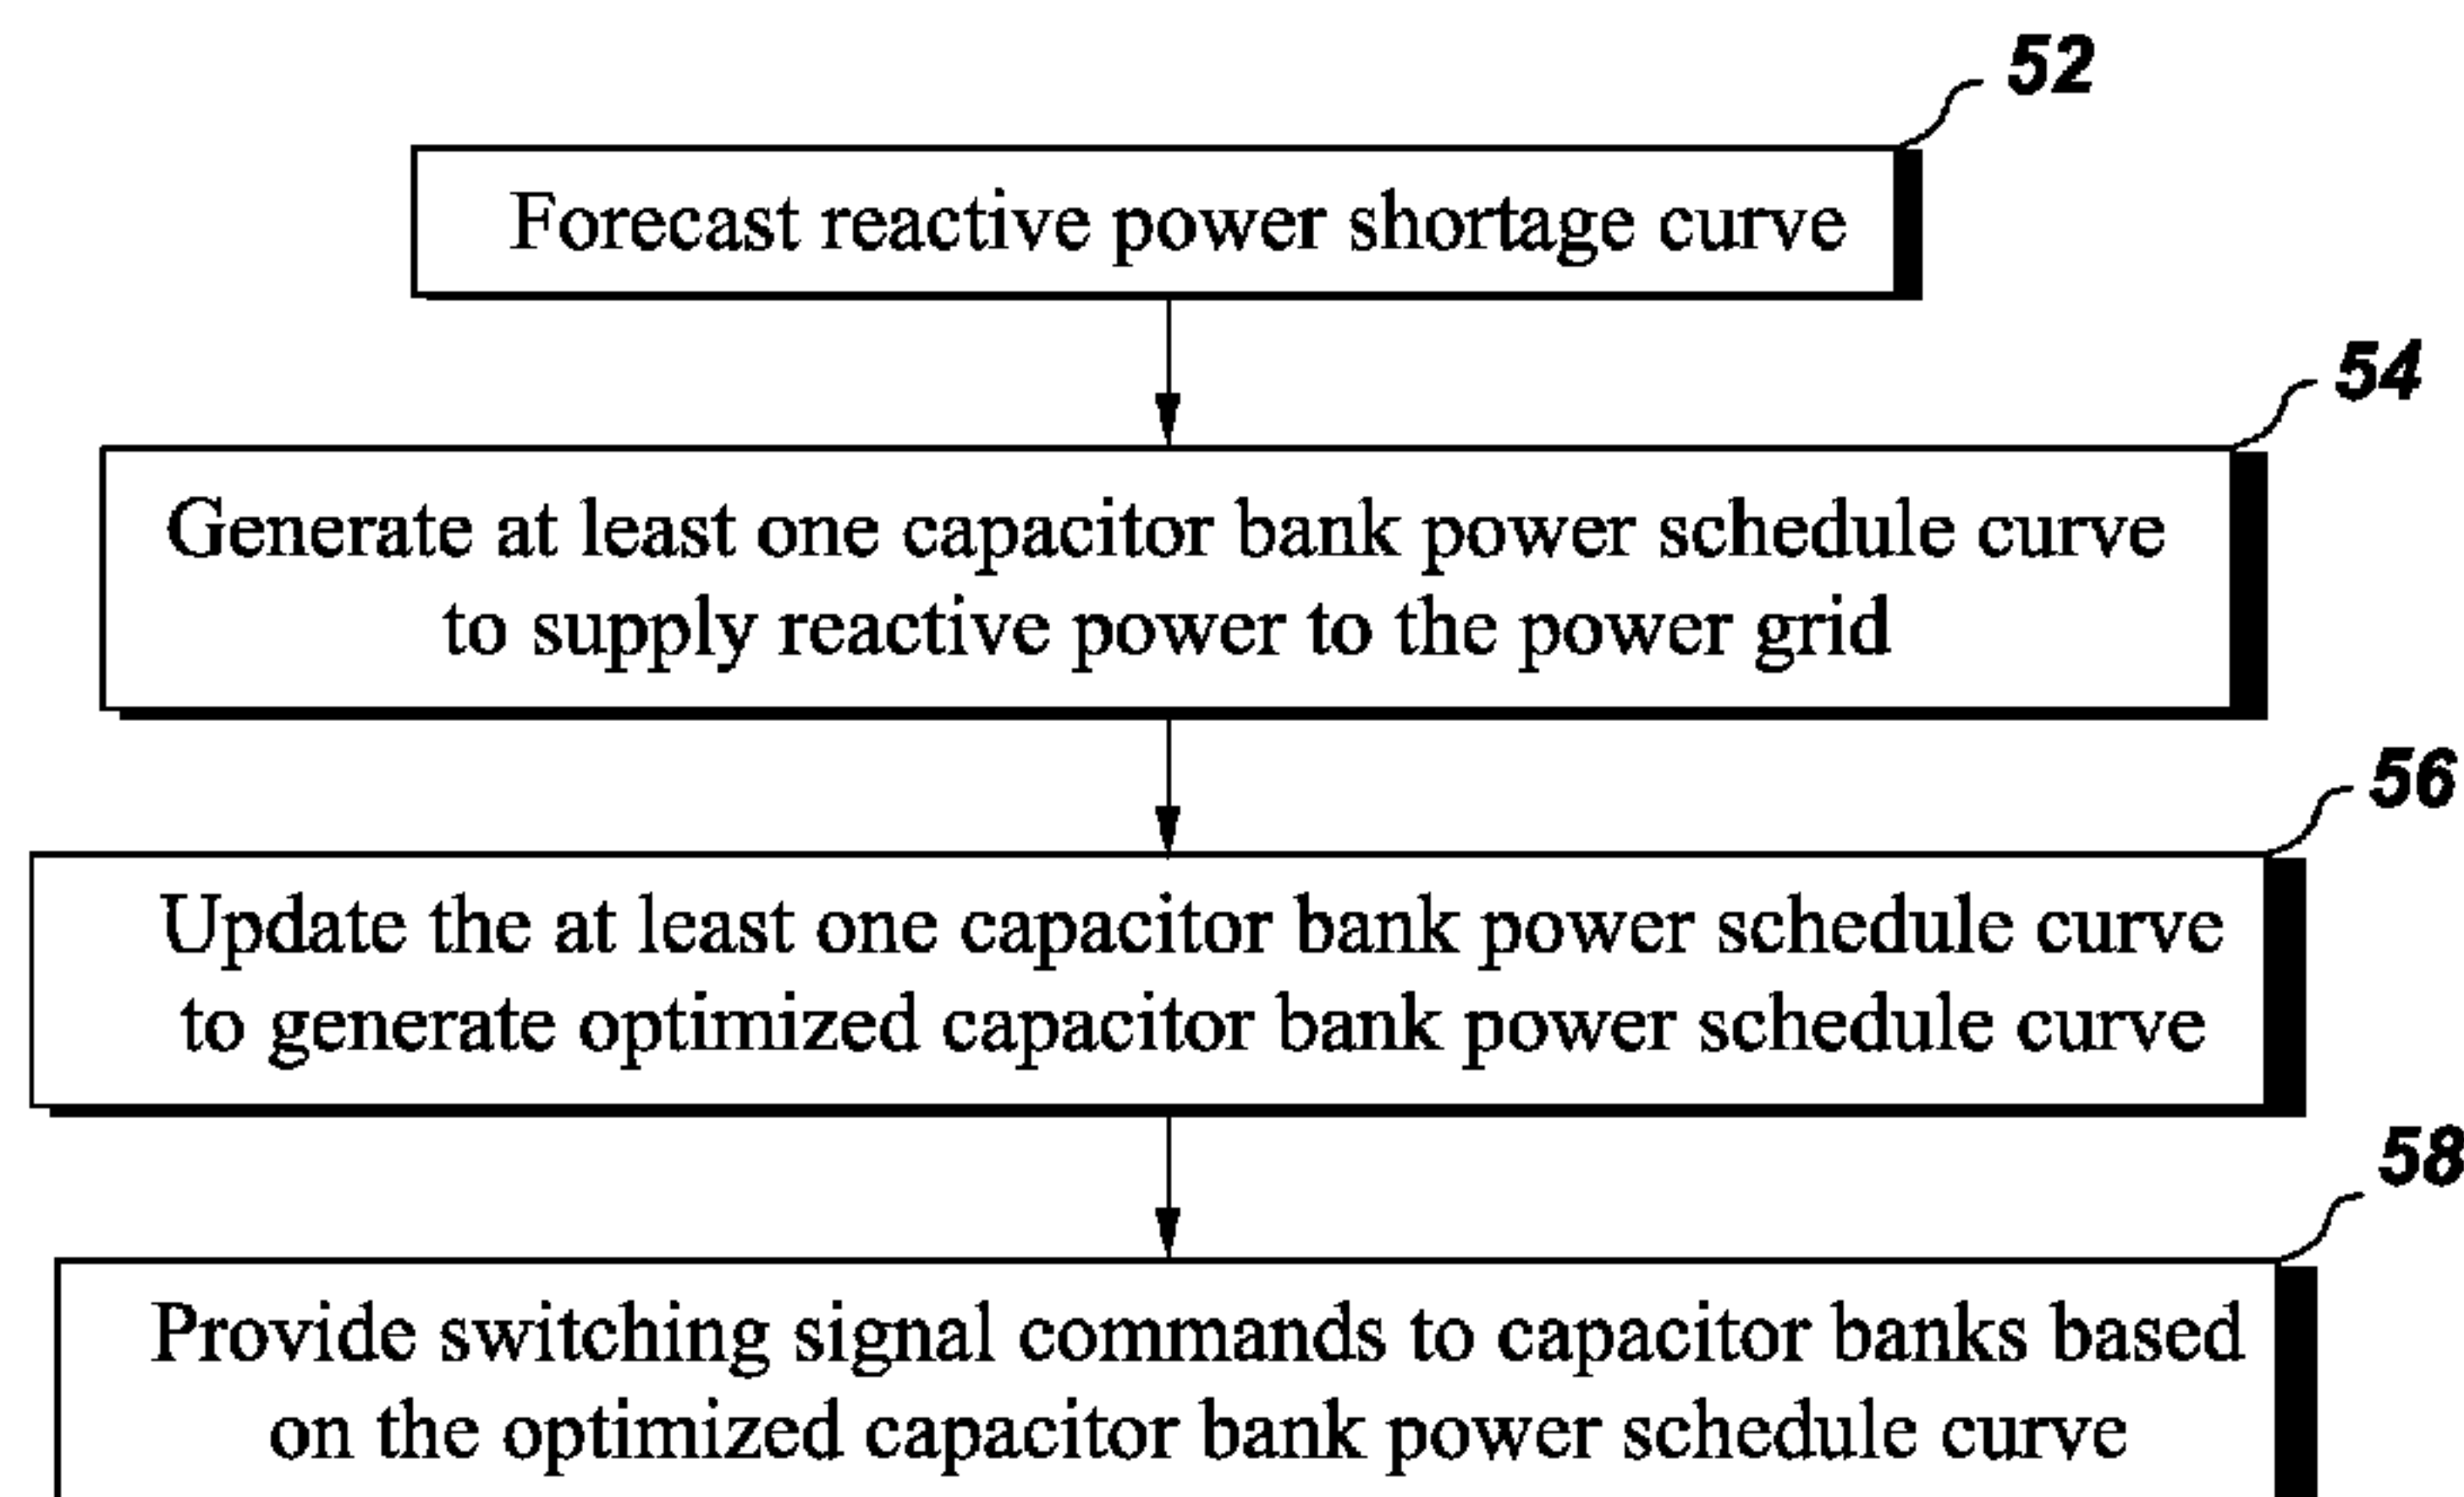 52
Forecast reactive power shortage curve
54
Generate at least one capacitor bank power schedule curve
to supply reactive power to the power grid
56
Update the at least one capacitor bank power schedule curve
to generate optimized capacitor bank power schedule curve
58
Provide switching signal commands to capacitor banks based
on the optimized capacitor bank power schedule curve